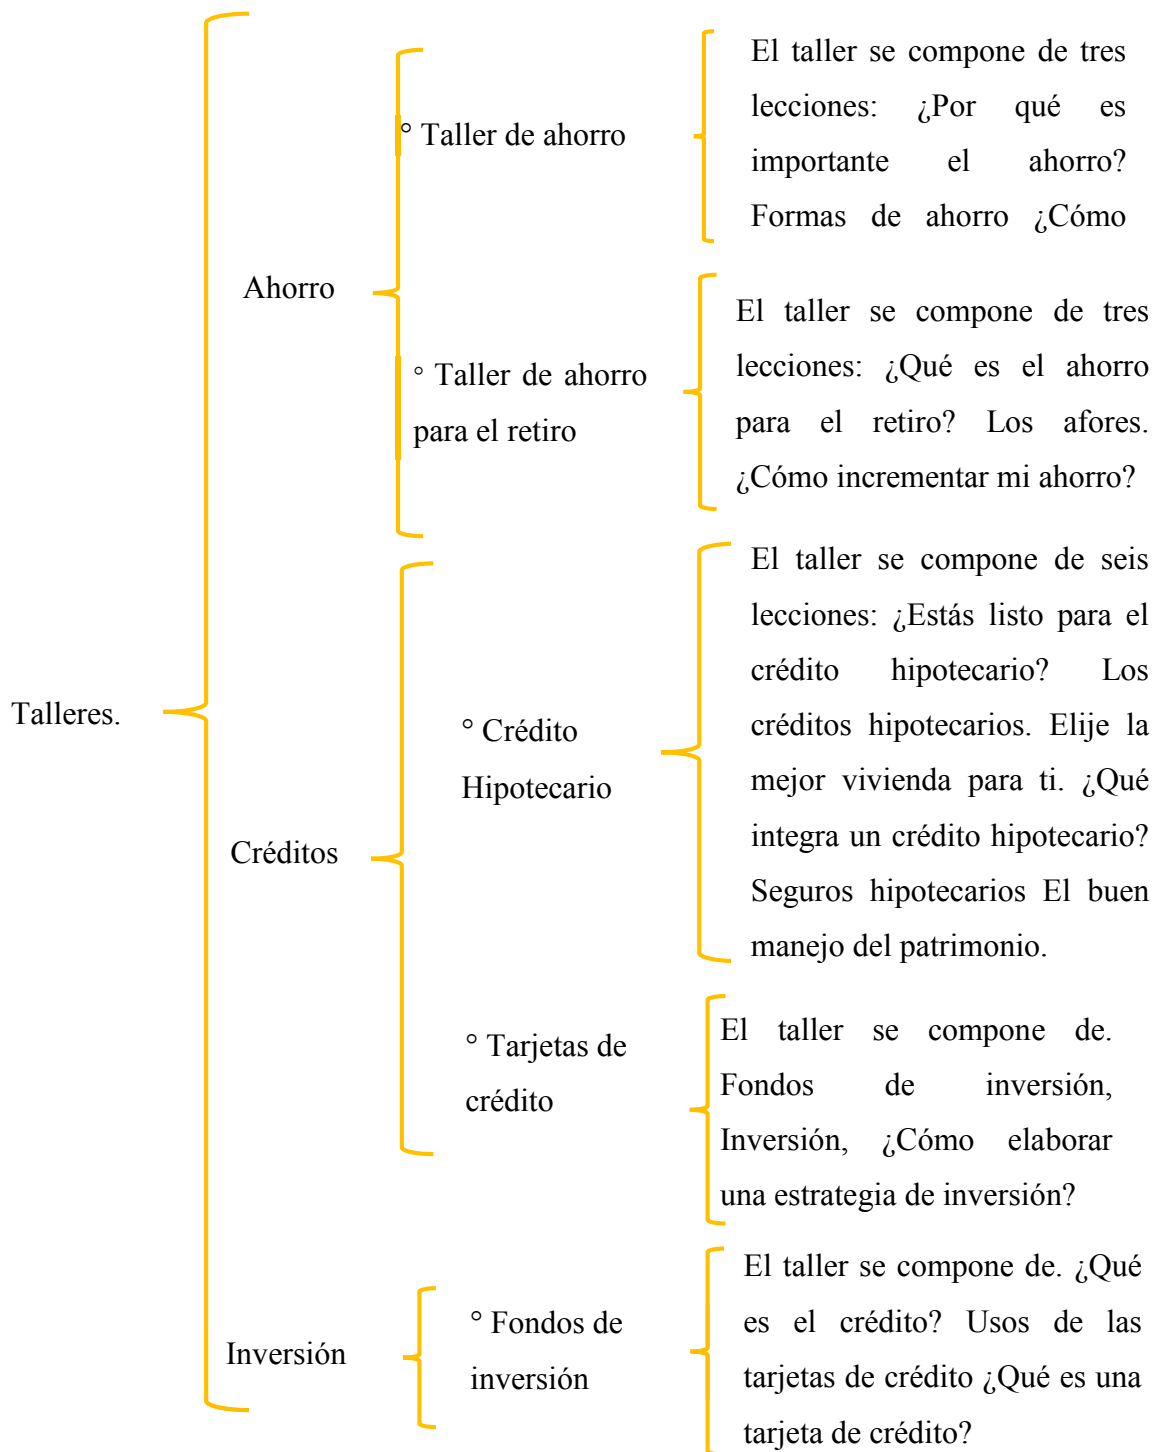 Talleres.
Ahorro
° Taller de ahorro
El taller se compone de tres
lecciones: ¿Por qué es
importante el ahorro?
Formas de ahorro ¿Cómo
° Taller de ahorro
para el retiro
El taller se compone de tres
lecciones: ¿Qué es el ahorro
para el retiro? Los afores.
¿Cómo incrementar mi ahorro?
Créditos
° Crédito
Hipotecario
El taller se compone de seis
lecciones: ¿Estás listo para el
crédito hipotecario? Los
créditos hipotecarios. Elije la
mejor vivienda para ti. ¿Qué
integra un crédito hipotecario?
Seguros hipotecarios El buen
manejo del patrimonio.
° Tarjetas de
crédito
El taller se compone de.
Fondos de inversión,
Inversión, ¿Cómo elaborar
una estrategia de inversión?
Inversión
° Fondos de
inversión
El taller se compone de. ¿Qué
es el crédito? Usos de las
tarjetas de crédito ¿Qué es una
tarjeta de crédito?